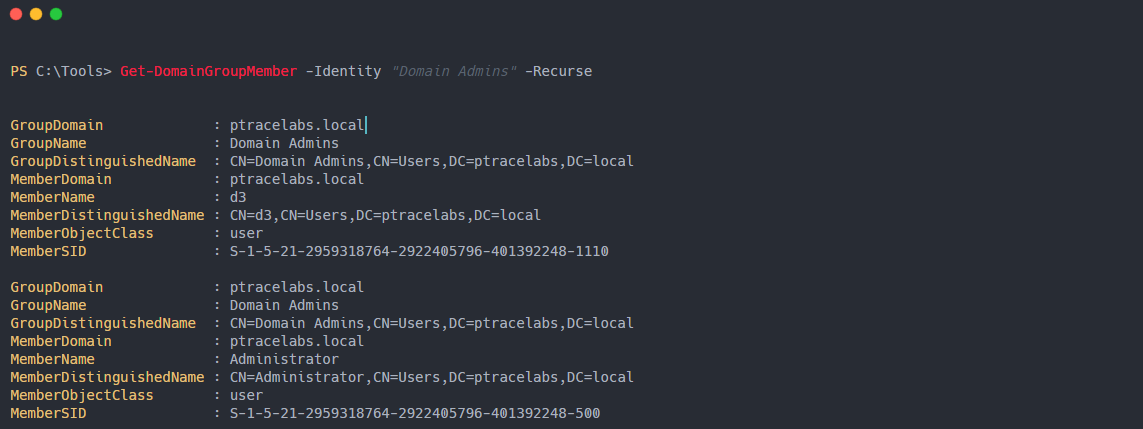 PS C:\Tools> Get-DomainGroupMember -Identity "Domain Admins" -Recurse
GroupDomain : ptracelabs.local
GroupName : Domain Admins
GroupDistinguishedName : CN=Domain Admins,CN=Users,DC=ptracelabs,DC=local
MemberDomain : ptracelabs.local
MemberName : d3
MemberDistinguishedName : CN=d3,CN=Users,DC=ptracelabs,DC=local
MemberObjectClass : user
MemberSID : S-1-5-21-2959318764-2922405796-401392248-1110
GroupDomain : ptracelabs.local
GroupName : Domain Admins
GroupDistinguishedName : CN=Domain Admins,CN=Users,DC=ptracelabs,DC=local
MemberDomain : ptracelabs.local
MemberName : Administrator
MemberDistinguishedName : CN=Administrator,CN=Users,DC=ptracelabs,DC=local
MemberObjectClass : user
MemberSID : S-1-5-21-2959318764-2922405796-401392248-500